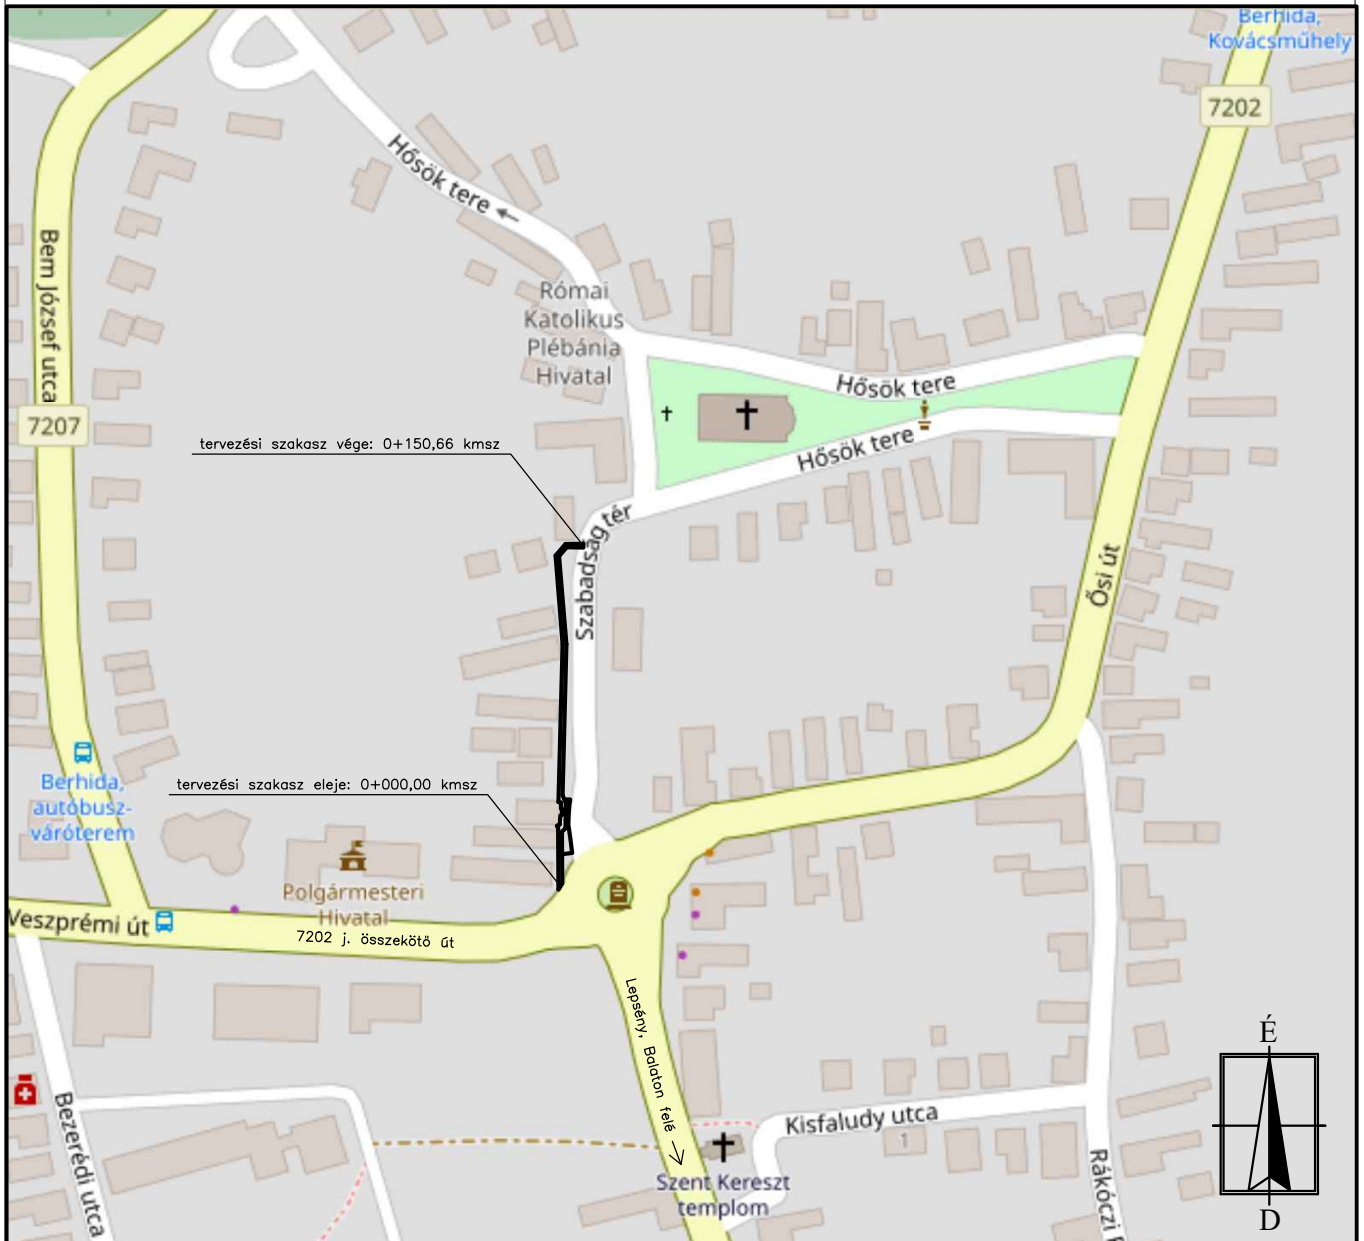 Berhida,
Kovácsműhely
7202
Hősök tere
Bem József utca
Római
Katolikus
Plébánia
Hivatal
Hősök tere
7207
tervezési szakasz vége: 0+150,66 kmsz
Hősök tere
Szabadság tér
Ősi út
Berhida,
autóbusz-
váróterem
tervezési szakasz eleje: 0+000,00 kmsz
Polgármesteri
Hivatal
Veszprémi út
7202 j. összekötő út
Lepsény, Balaton felé
É
Bezerédi utca
Kisfaludy utca
1
Rákóczi
Szent Kereszt
templom
D